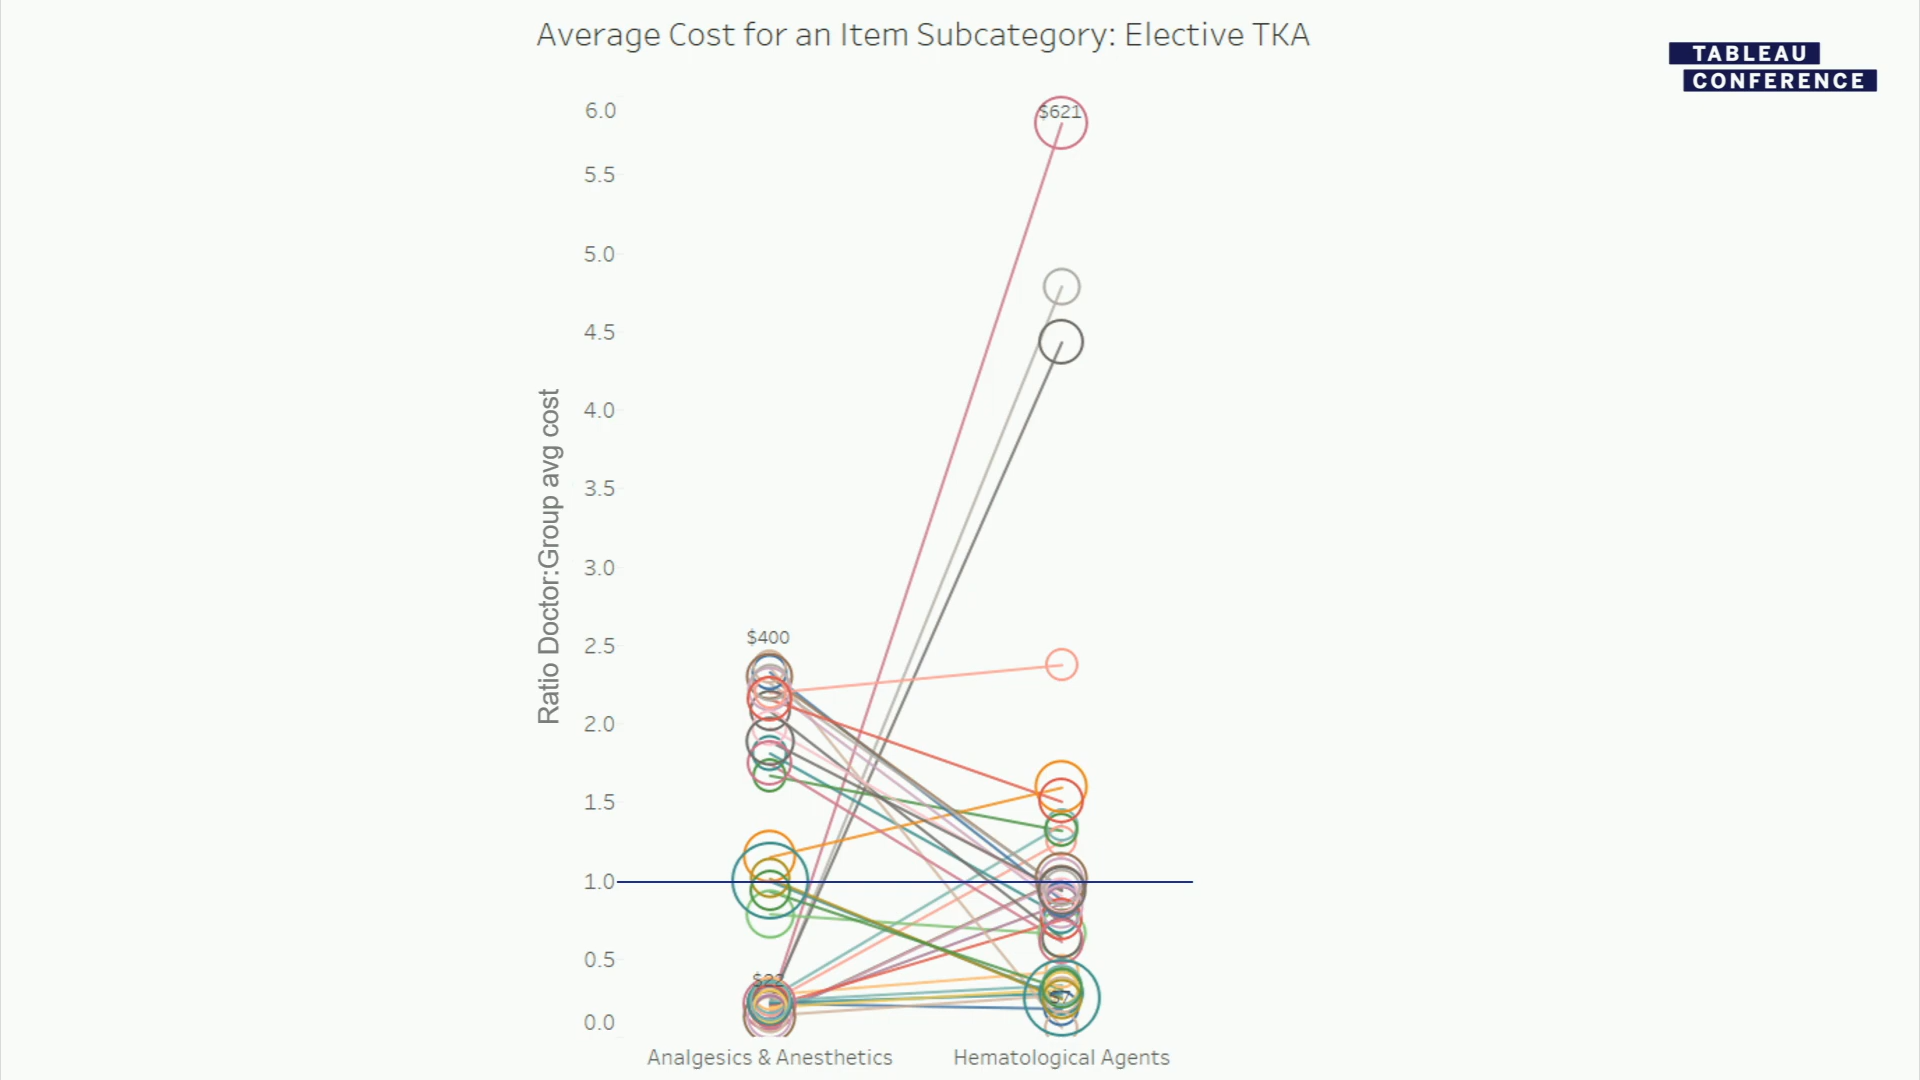 Average Cost for an Item Subcategory: Elective TKA
TABLEAU
CONFERENCE
6.0
$621
5.5
5.0
4.5
4.0
3.5
3.0
2.5
2.0
1.5
1.0
0.5
0.0
Ratio Doctor:Group avg cost
$400
$22
$7
Analgesics & Anesthetics
Hematological Agents